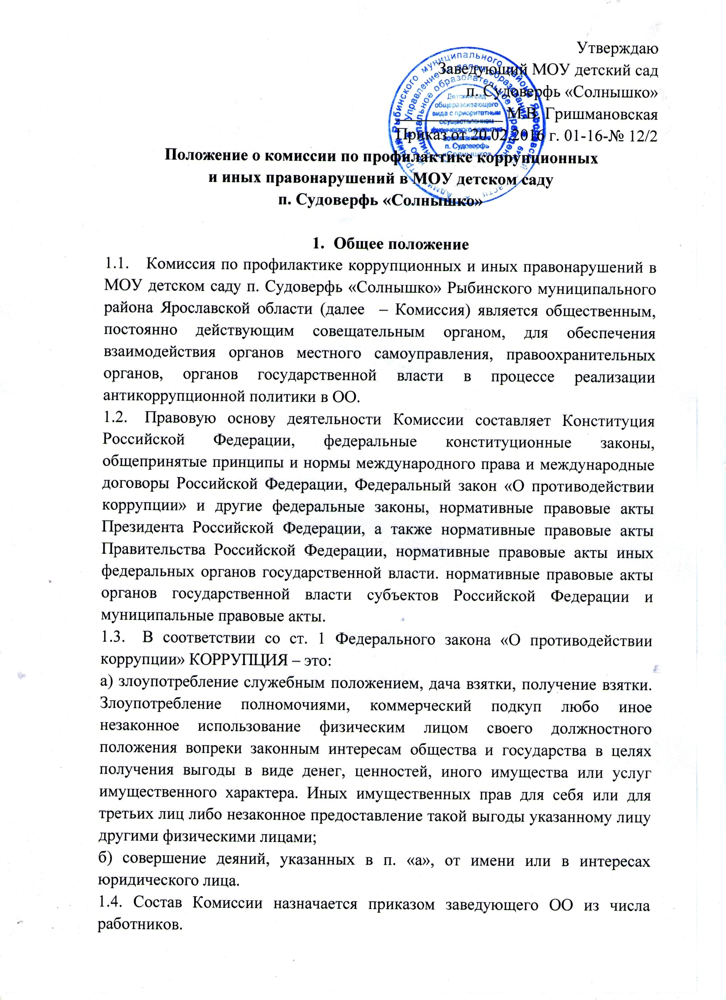 Утверждаю
Заведующий МОУ детский сад
п. Судоверфь «Солнышко»
М.В. Гришмановская
Приказ от 20.02.2016 г. 01-16-№ 12/2
Рыбинского муниципального района
Управление по делам образования
образовательное
Детский сад
общеразвивающего
вида с приоритетным
осуществлением
физического развития
воспитанников
п. Судоверфь
«Солнышко»
Положение о комиссии по профилактике коррупционных
и иных правонарушений в МОУ детском саду
п. Судоверфь «Солнышко»
1. Общее положение
1.1. Комиссия по профилактике коррупционных и иных правонарушений в
МОУ детском саду п. Судоверфь «Солнышко» Рыбинского муниципального
района Ярославской области (далее – Комиссия) является общественным,
постоянно действующим совещательным органом, для обеспечения
взаимодействия органов местного самоуправления, правоохранительных
органов, органов государственной власти в процессе реализации
антикоррупционной политики в ОО.
1.2. Правовую основу деятельности Комиссии составляет Конституция
Российской Федерации, федеральные конституционные законы,
общепринятые принципы и нормы международного права и международные
договоры Российской Федерации, Федеральный закон «О противодействии
коррупции» и другие федеральные законы, нормативные правовые акты
Президента Российской Федерации, а также нормативные правовые акты
Правительства Российской Федерации, нормативные правовые акты иных
федеральных органов государственной власти. нормативные правовые акты
органов государственной власти субъектов Российской Федерации и
муниципальные правовые акты.
1.3. В соответствии со ст. 1 Федерального закона «О противодействии
коррупции» КОРРУПЦИЯ – это:
а) злоупотребление служебным положением, дача взятки, получение взятки.
Злоупотребление полномочиями, коммерческий подкуп любо иное
незаконное использование физическим лицом своего должностного
положения вопреки законным интересам общества и государства в целях
получения выгоды в виде денег, ценностей, иного имущества или услуг
имущественного характера. Иных имущественных прав для себя или для
третьих лиц либо незаконное предоставление такой выгоды указанному лицу
другими физическими лицами;
б) совершение деяний, указанных в п. «а», от имени или в интересах
юридического лица.
1.4. Состав Комиссии назначается приказом заведующего ОО из числа
работников.